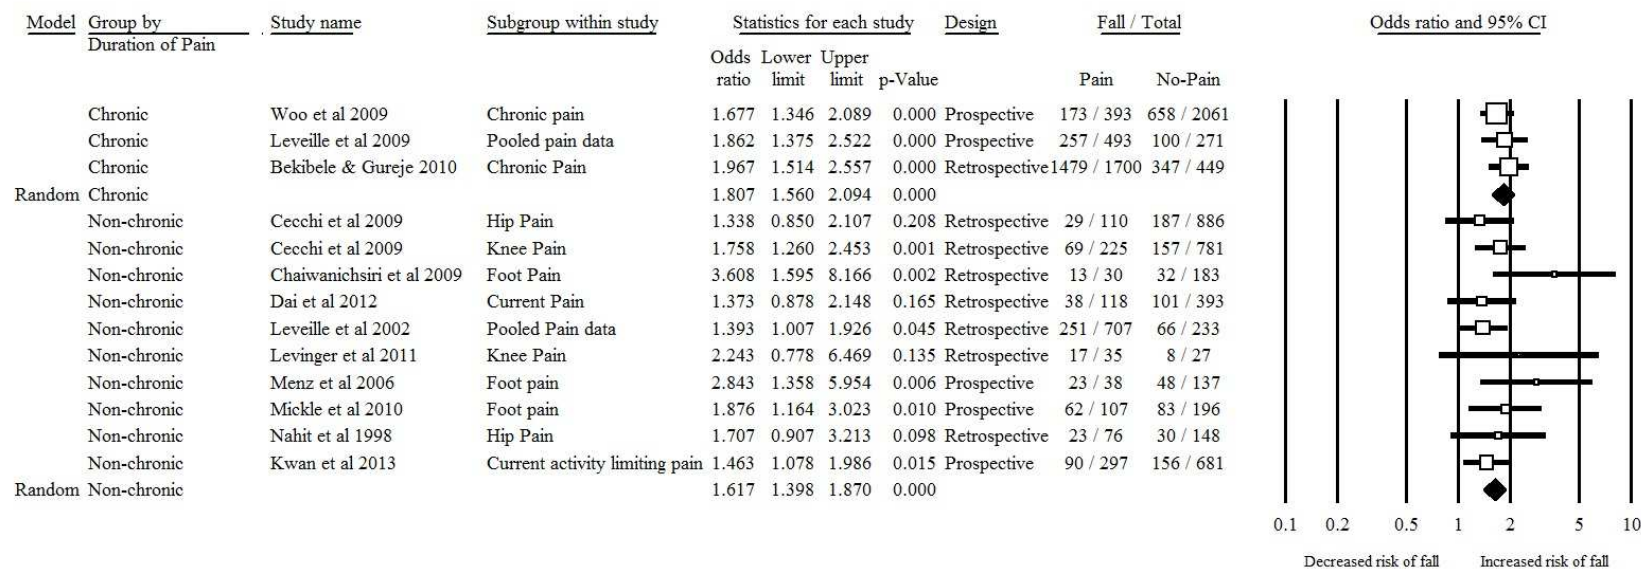 Model Group by Duration of Pain . Study name Subgroup within study Statistics for each study Design Fall / Total Odds ratio and 95% CI
Odds ratio Lower limit Upper limit p-Value Pain No-Pain
Chronic Woo et al 2009 Chronic pain 1.677 1.346 2.089 0.000 Prospective 173 / 393 658 / 2061
Chronic Leveille et al 2009 Pooled pain data 1.862 1.375 2.522 0.000 Prospective 257 / 493 100 / 271
Chronic Bekibele & Gureje 2010 Chronic Pain 1.967 1.514 2.557 0.000 Retrospective 1479 / 1700 347 / 449
Random Chronic 1.807 1.560 2.094 0.000
Non-chronic Cecchi et al 2009 Hip Pain 1.338 0.850 2.107 0.208 Retrospective 29 / 110 187 / 886
Non-chronic Cecchi et al 2009 Knee Pain 1.758 1.260 2.453 0.001 Retrospective 69 / 225 157 / 781
Non-chronic Chaiwanichsiri et al 2009 Foot Pain 3.608 1.595 8.166 0.002 Retrospective 13 / 30 32 / 183
Non-chronic Dai et al 2012 Current Pain 1.373 0.878 2.148 0.165 Retrospective 38 / 118 101 / 393
Non-chronic Leveille et al 2002 Pooled Pain data 1.393 1.007 1.926 0.045 Retrospective 251 / 707 66 / 233
Non-chronic Levinger et al 2011 Knee Pain 2.243 0.778 6.469 0.135 Retrospective 17 / 35 8 / 27
Non-chronic Menz et al 2006 Foot pain 2.843 1.358 5.954 0.006 Prospective 23 / 38 48 / 137
Non-chronic Mickle et al 2010 Foot pain 1.876 1.164 3.023 0.010 Prospective 62 / 107 83 / 196
Non-chronic Nahit et al 1998 Hip Pain 1.707 0.907 3.213 0.098 Retrospective 23 / 76 30 / 148
Non-chronic Kwan et al 2013 Current activity limiting pain 1.463 1.078 1.986 0.015 Prospective 90 / 297 156 / 681
Random Non-chronic 1.617 1.398 1.870 0.000
0.1 0.2 0.5 1 2 5 10
Decreased risk of fall Increased risk of fall